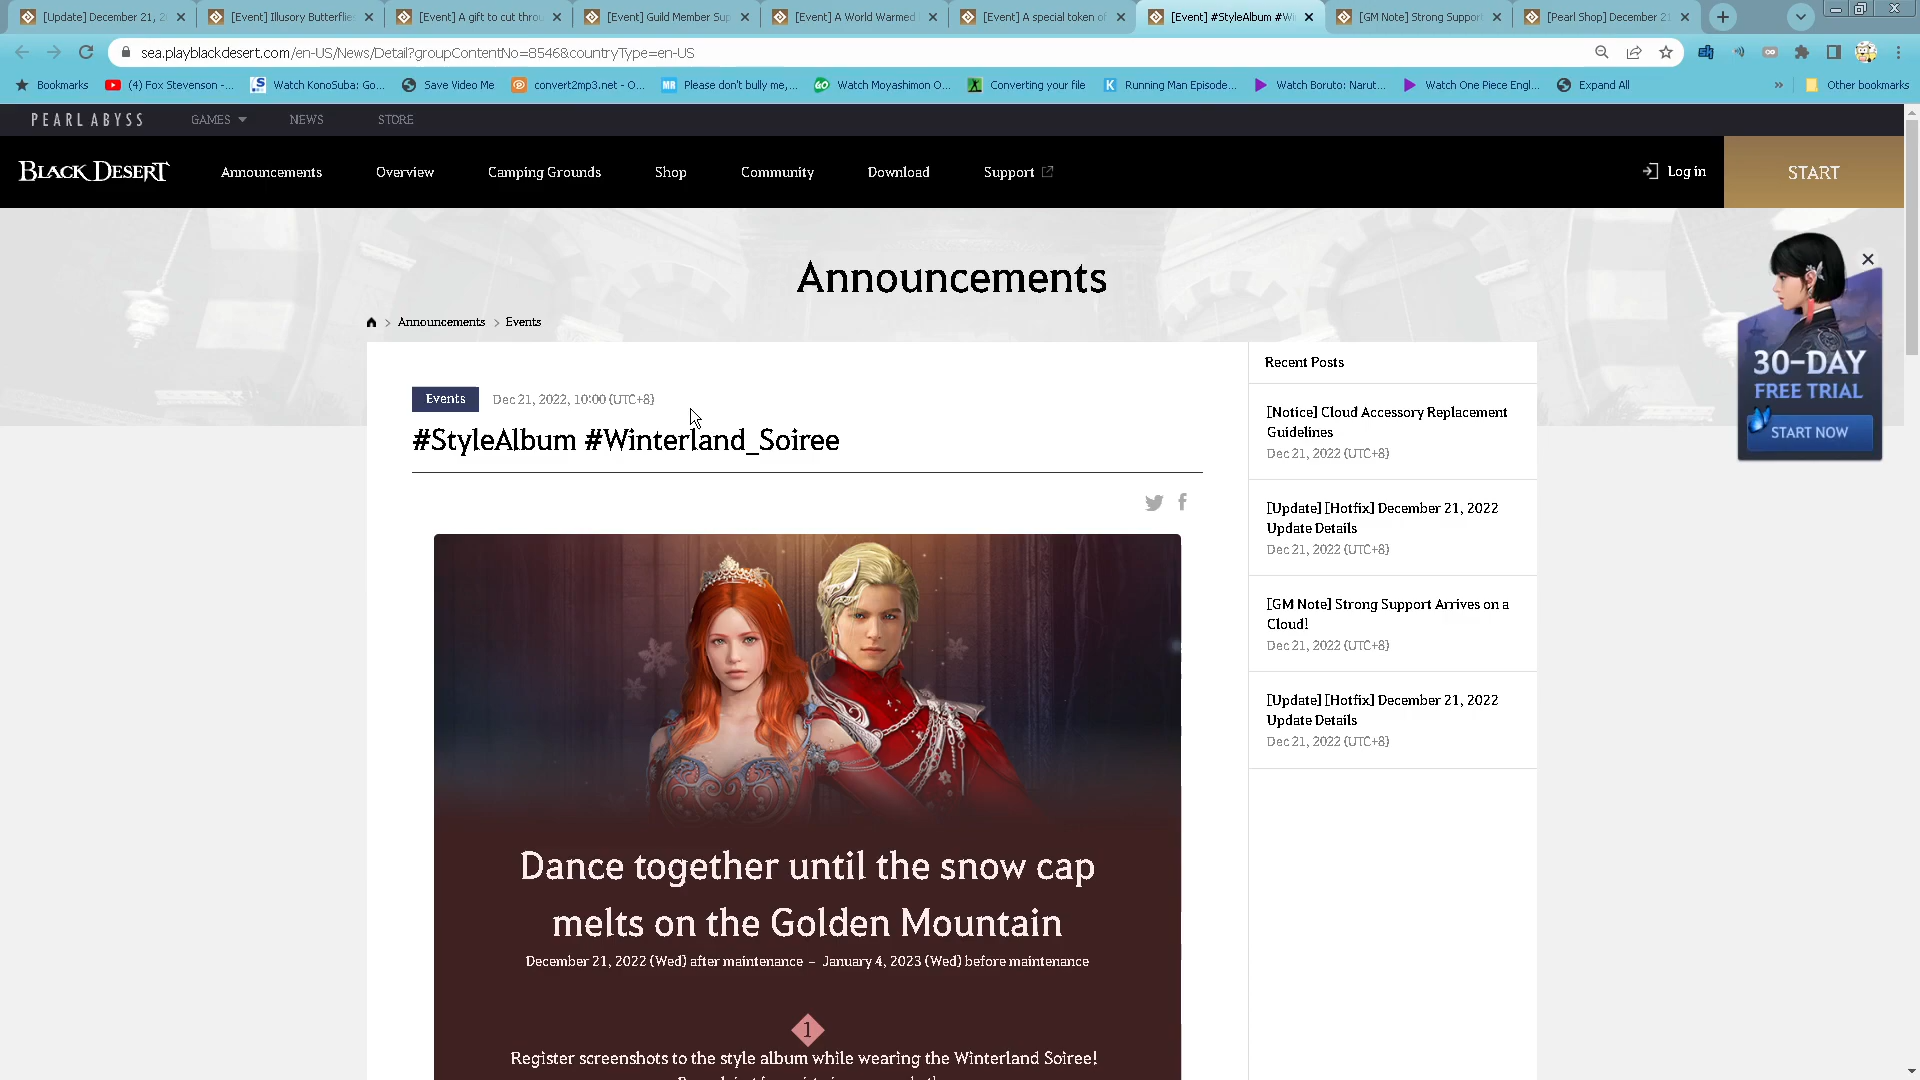 [Update] December 21, 2
[Event] Illusory Butterflie
[Event] A gift to cut throu
[Event] Guild Member Sup
[Event] A World Warmed
[Event] A special token of
[Event] #StyleAlbum #Wi
[GM Note] Strong Support
[Pearl Shop] December 21
sea.playblackdesert.com/en-US/News/Detail?groupContentNo=8546&countryType=en-US
Bookmarks
(4) Fox Stevenson -...
Watch KonoSuba: Go...
Save Video Me
convert2mp3.net - O...
Please don't bully me,...
Watch Moyashimon O...
Converting your file
Running Man Episode...
Watch Boruto: Narut...
Watch One Piece Engl...
Expand All
»
Other bookmarks
PEARL ABYSS
GAMES
NEWS
STORE
BLACK DESERT
Announcements
Overview
Camping Grounds
Shop
Community
Download
Support
Log in
START
Announcements
Announcements
Events
30-DAY
FREE TRIAL
START NOW
Events
Dec 21, 2022, 10:00 (UTC+8)
#StyleAlbum #Winterland_Soiree
Dance together until the snow cap
melts on the Golden Mountain
December 21, 2022 (Wed) after maintenance – January 4, 2023 (Wed) before maintenance
1
Register screenshots to the style album while wearing the Winterland Soiree!
Recent Posts
[Notice] Cloud Accessory Replacement
Guidelines
Dec 21, 2022 (UTC+8)
[Update] [Hotfix] December 21, 2022
Update Details
Dec 21, 2022 (UTC+8)
[GM Note] Strong Support Arrives on a
Cloud!
Dec 21, 2022 (UTC+8)
[Update] [Hotfix] December 21, 2022
Update Details
Dec 21, 2022 (UTC+8)